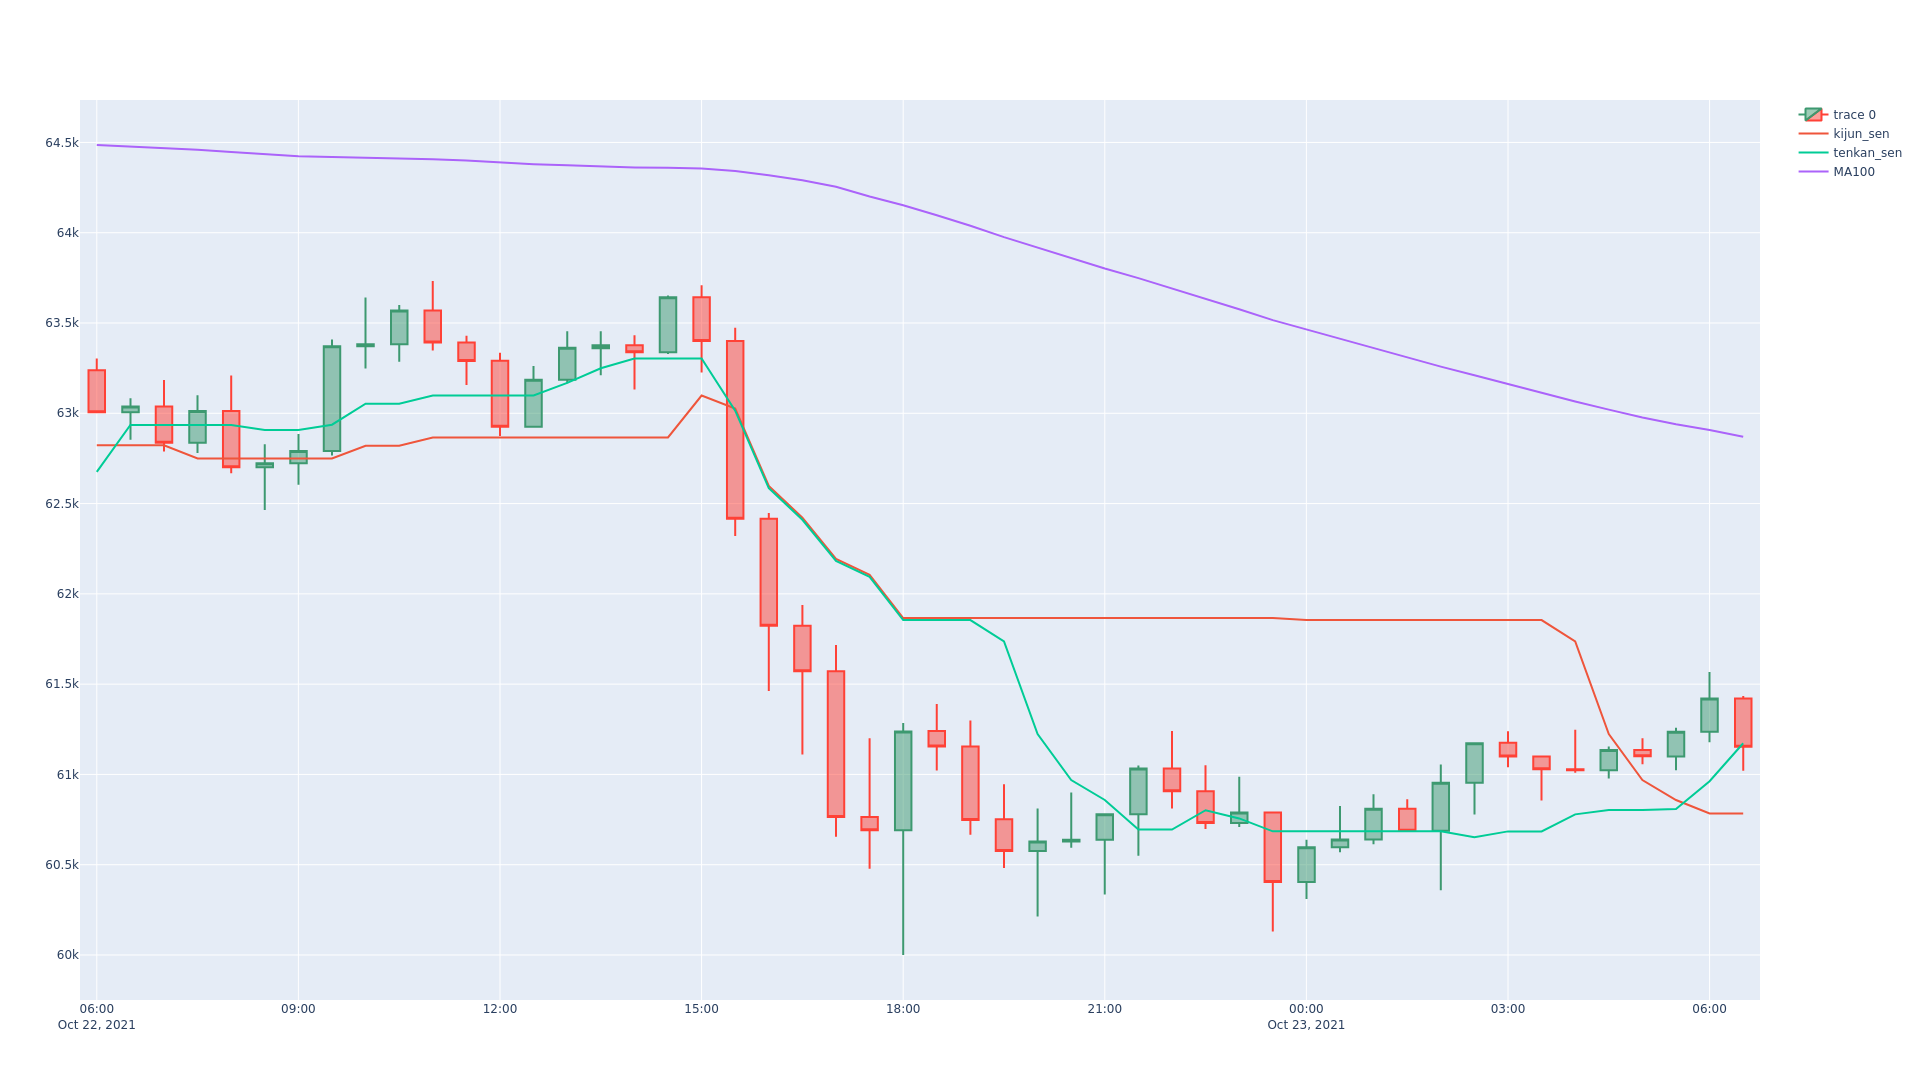 64.5k
64k
63.5k
63k
62.5k
62k
61.5k
61k
60.5k
60k
06:00 09:00 12:00 15:00 18:00 21:00 00:00 03:00 06:00
Oct 22, 2021 Oct 23, 2021
trace 0
kijun_sen
tenkan_sen
MA100